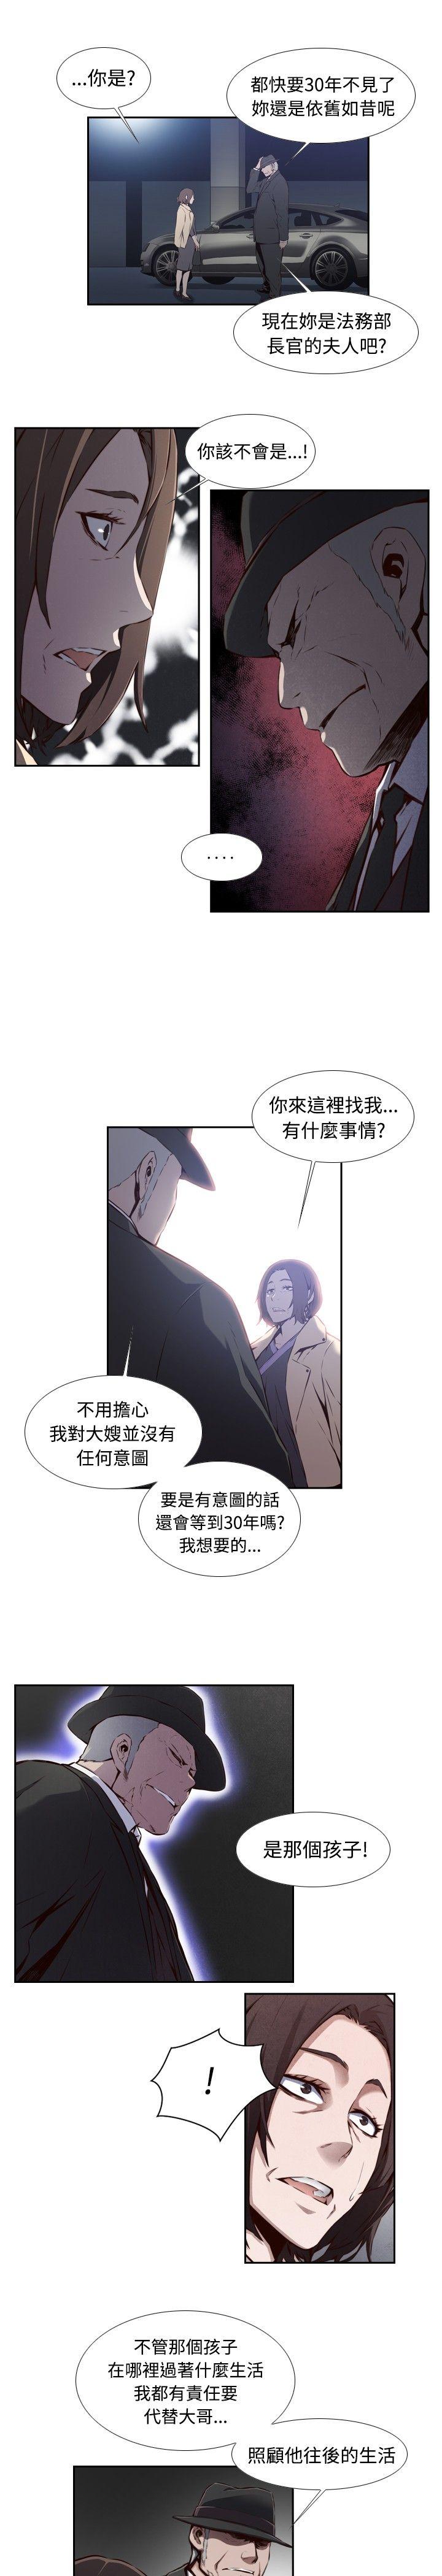 ...你是?
都快要30年不見了
妳還是依舊如昔呢
現在妳是法務部
長官的夫人吧?
你該不會是...!
....
你來這裡找我...
有什麼事情?
不用擔心
我對大嫂並沒有
任何意圖
要是有意圖的話
還會等到30年嗎?
我想要的...
是那個孩子!
!
不管那個孩子
在哪裡過著什麼生活
我都有責任要
代替大哥...
照顧他往後的生活